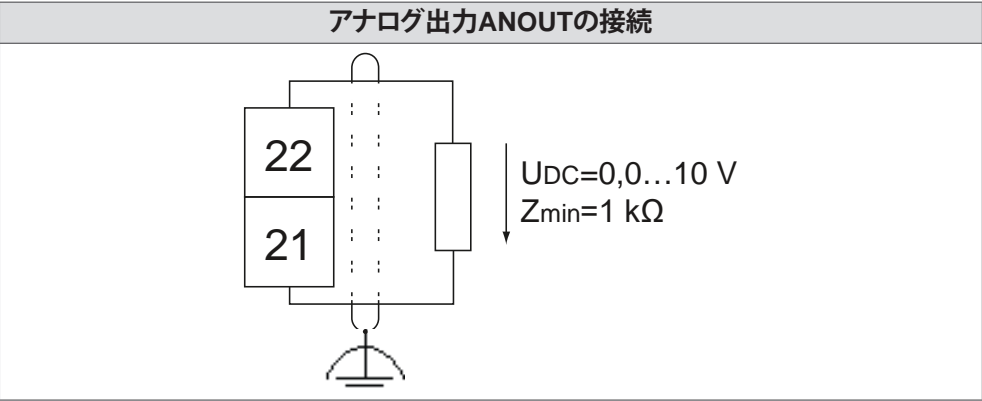 アナログ出力ANOUTの接続
22
21
UDC=0,0...10 V
Zmin=1 kΩ